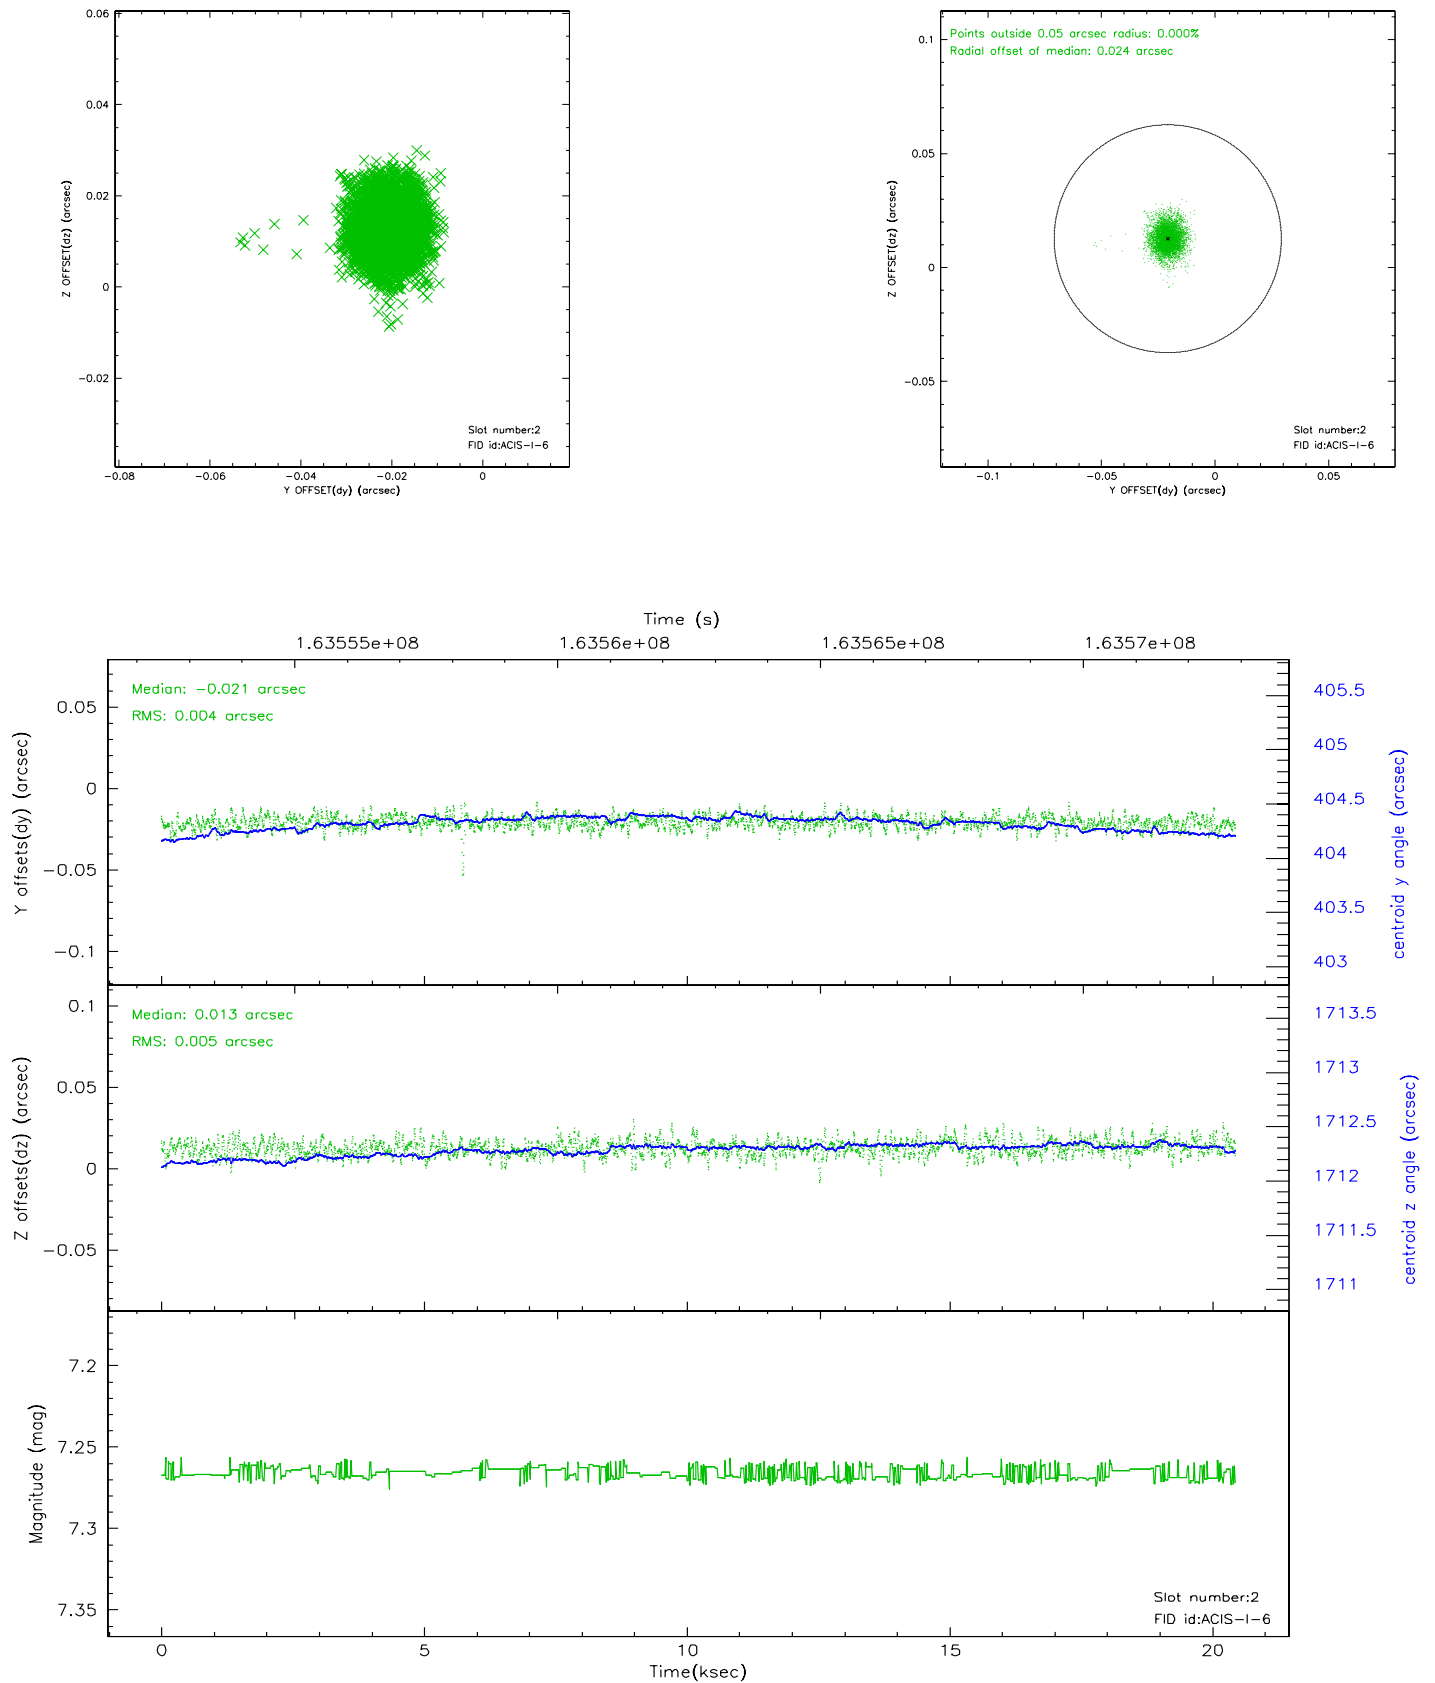 0.06
0.04
0.02
0
−0.02
Z OFFSET(dz) (arcsec)
−0.08 −0.06 −0.04 −0.02 0
Y OFFSET(dy) (arcsec)
Slot number:2
FID id:ACIS−I−6
Points outside 0.05 arcsec radius: 0.000%
Radial offset of median: 0.024 arcsec
0.1
0.05
0
−0.05
Z OFFSET(dz) (arcsec)
−0.1 −0.05 0 0.05
Y OFFSET(dy) (arcsec)
Slot number:2
FID id:ACIS−I−6
Time (s)
1.63555e+08 1.6356e+08 1.63565e+08 1.6357e+08
Median: −0.021 arcsec
RMS: 0.004 arcsec
0.05
0
−0.05
−0.1
Y offsets(dy) (arcsec)
405.5
405
404.5
404
403.5
403
centroid y angle (arcsec)
Median: 0.013 arcsec
RMS: 0.005 arcsec
0.1
0.05
0
−0.05
Z offsets(dz) (arcsec)
1713.5
1713
1712.5
1712
1711.5
1711
centroid z angle (arcsec)
7.2
7.25
7.3
7.35
Magnitude (mag)
Slot number:2
FID id:ACIS−I−6
0 5 10 15 20
Time(ksec)